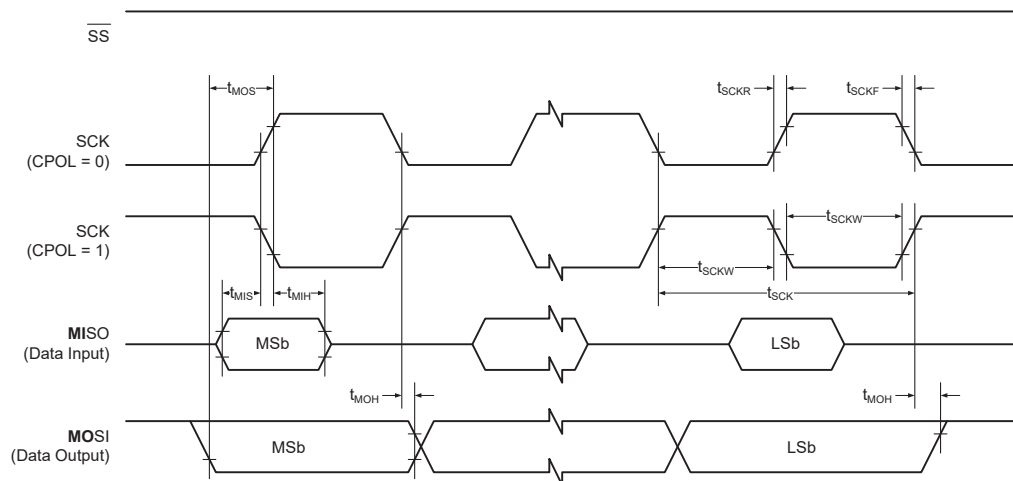 SS
tMOS
tSCKR
tSCKF
SCK
(CPOL = 0)
SCK
(CPOL = 1)
tSCKW
tSCKW
tMIS
tMIH
tSCK
MISO
(Data Input)
MSb
LSb
tMOH
tMOH
MOSI
(Data Output)
MSb
LSb